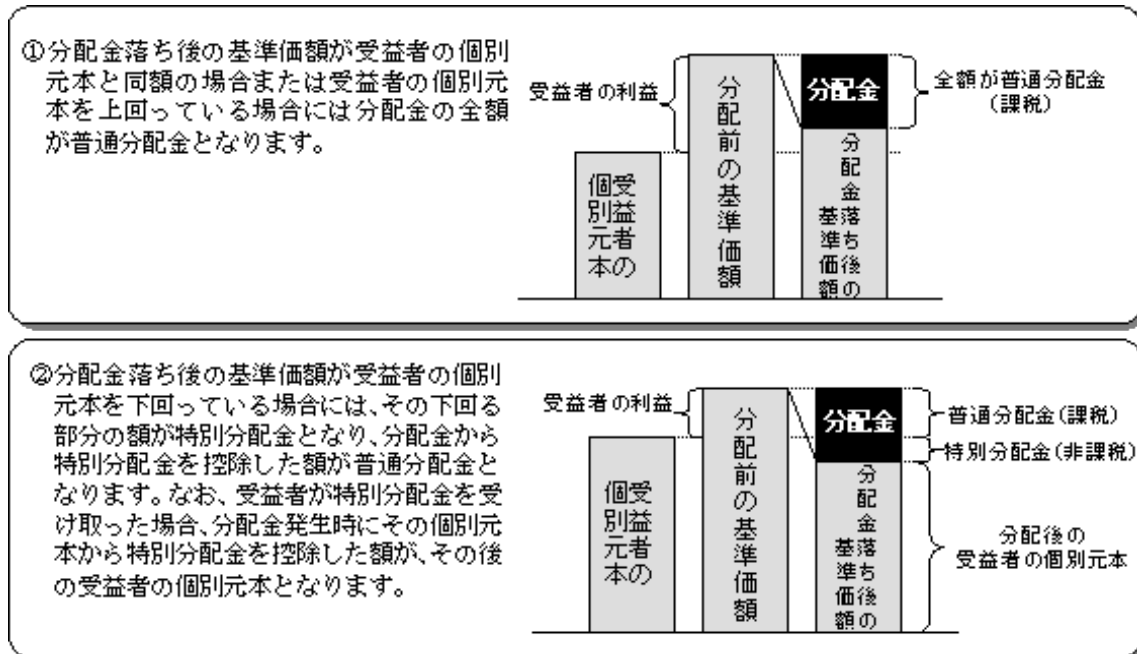 ①分配金落ち後の基準価額が受益者の個別
元本と同額の場合または受益者の個別元
本を上回っている場合には分配金の全額
が普通分配金となります。
受益者の利益
受益者の
個別元本
分配前の基準価額
分配金
分配金落ち後の
基準価額
全額が普通分配金
(課税)
②分配金落ち後の基準価額が受益者の個別
元本を下回っている場合には、その下回る
部分の額が特別分配金となり、分配金から
特別分配金を控除した額が普通分配金と
なります。なお、受益者が特別分配金を受
け取った場合、分配金発生時にその個別元
本から特別分配金を控除した額が、その後
の受益者の個別元本となります。
受益者の利益
受益者の
個別元本
分配前の基準価額
分配金
分配金落ち後の
基準価額
普通分配金(課税)
特別分配金(非課税)
分配後の
受益者の個別元本